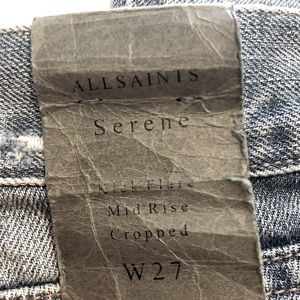 ALLSAINTS
Serene
Kick Flare
Mid Rise
Cropped
W27